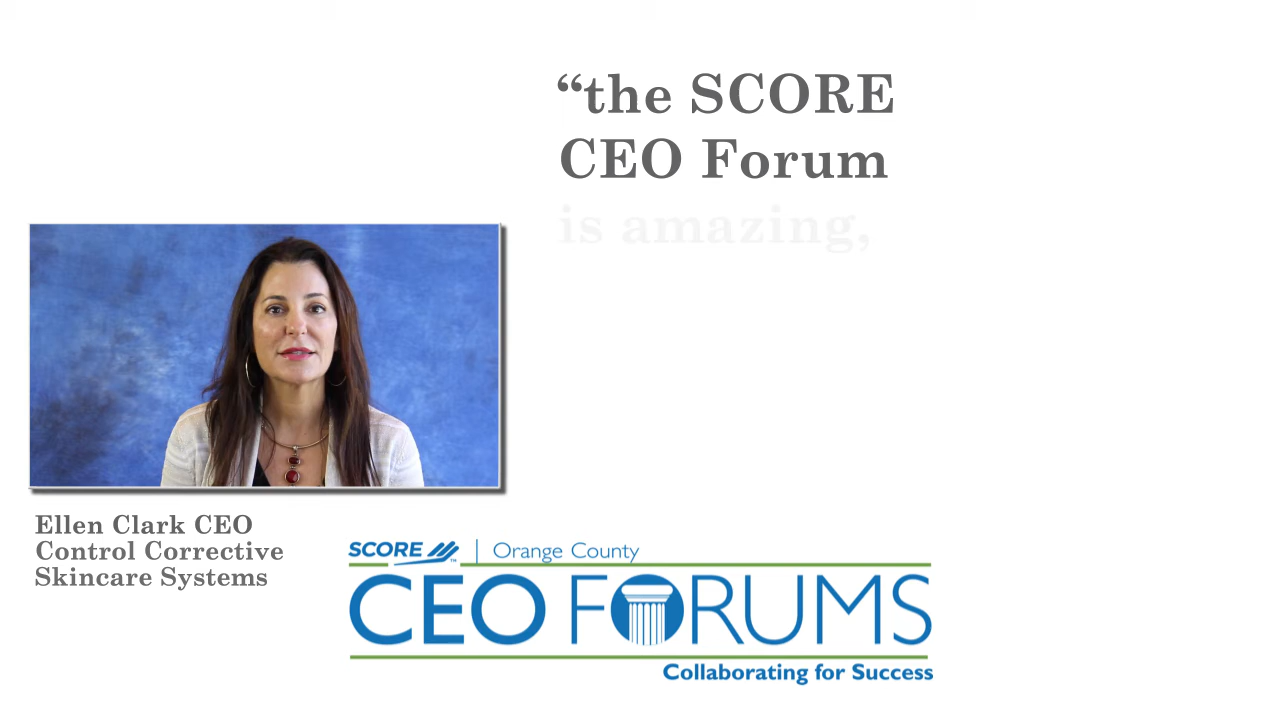 “the SCORE
CEO Forum
is amazing,
Ellen Clark CEO
Control Corrective
Skincare Systems
SCORE ™ | Orange County
CEO FORUMS
Collaborating for Success